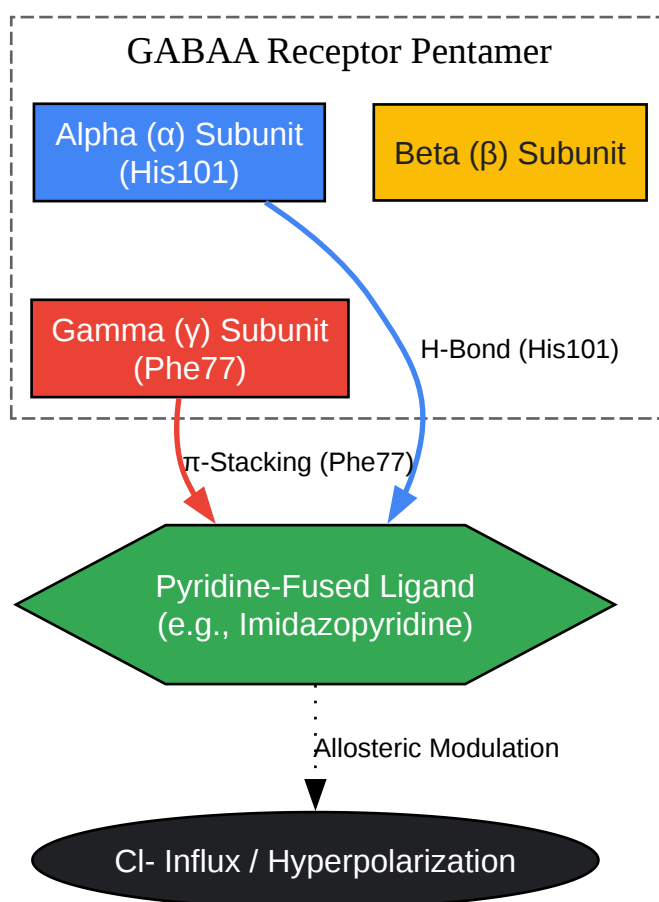 GABAA Receptor Pentamer
Alpha (α) Subunit
(His101)
Beta (β) Subunit
Gamma (γ) Subunit
(Phe77)
H-Bond (His101)
π-Stacking (Phe77)
Pyridine-Fused Ligand
(e.g., Imidazopyridine)
Allosteric Modulation
Cl- Influx / Hyperpolarization